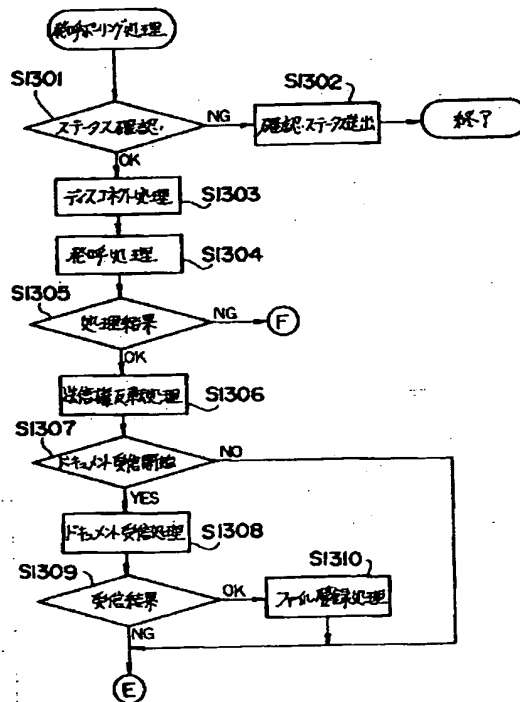 発呼ポーリング処理
S1301
ステータス確認
NG
S1302
確認・ステータス送出
終了
OK
ディスコネクト処理
S1303
発呼処理
S1304
S1305
処理結果
NG
F
OK
送信権反転処理
S1306
S1307
ドキュメント受信開始
NO
YES
ドキュメント受信処理
S1308
S1309
受信結果
OK
S1310
ファイル登録処理
NG
E